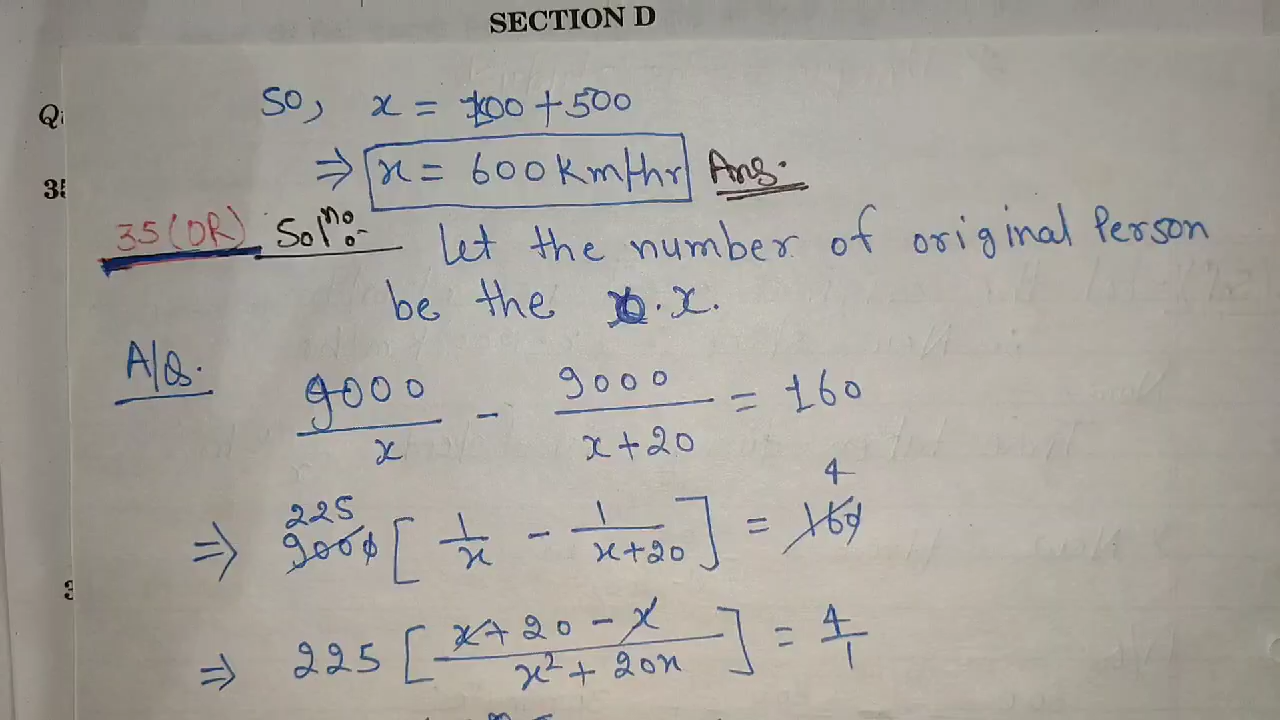 SECTION D
So, x = 100 + 500
⇒ x = 600 Km/hr Ans.
35 (OR) Solno:- Let the number of original Person
be the x.
A/Q.
9000/x - 9000/x+20 = 160
225 4
⇒ 9000 [ 1/x - 1/x+20 ] = 160
⇒ 225 [ x + 20 - x / x² + 20x ] = 4/1